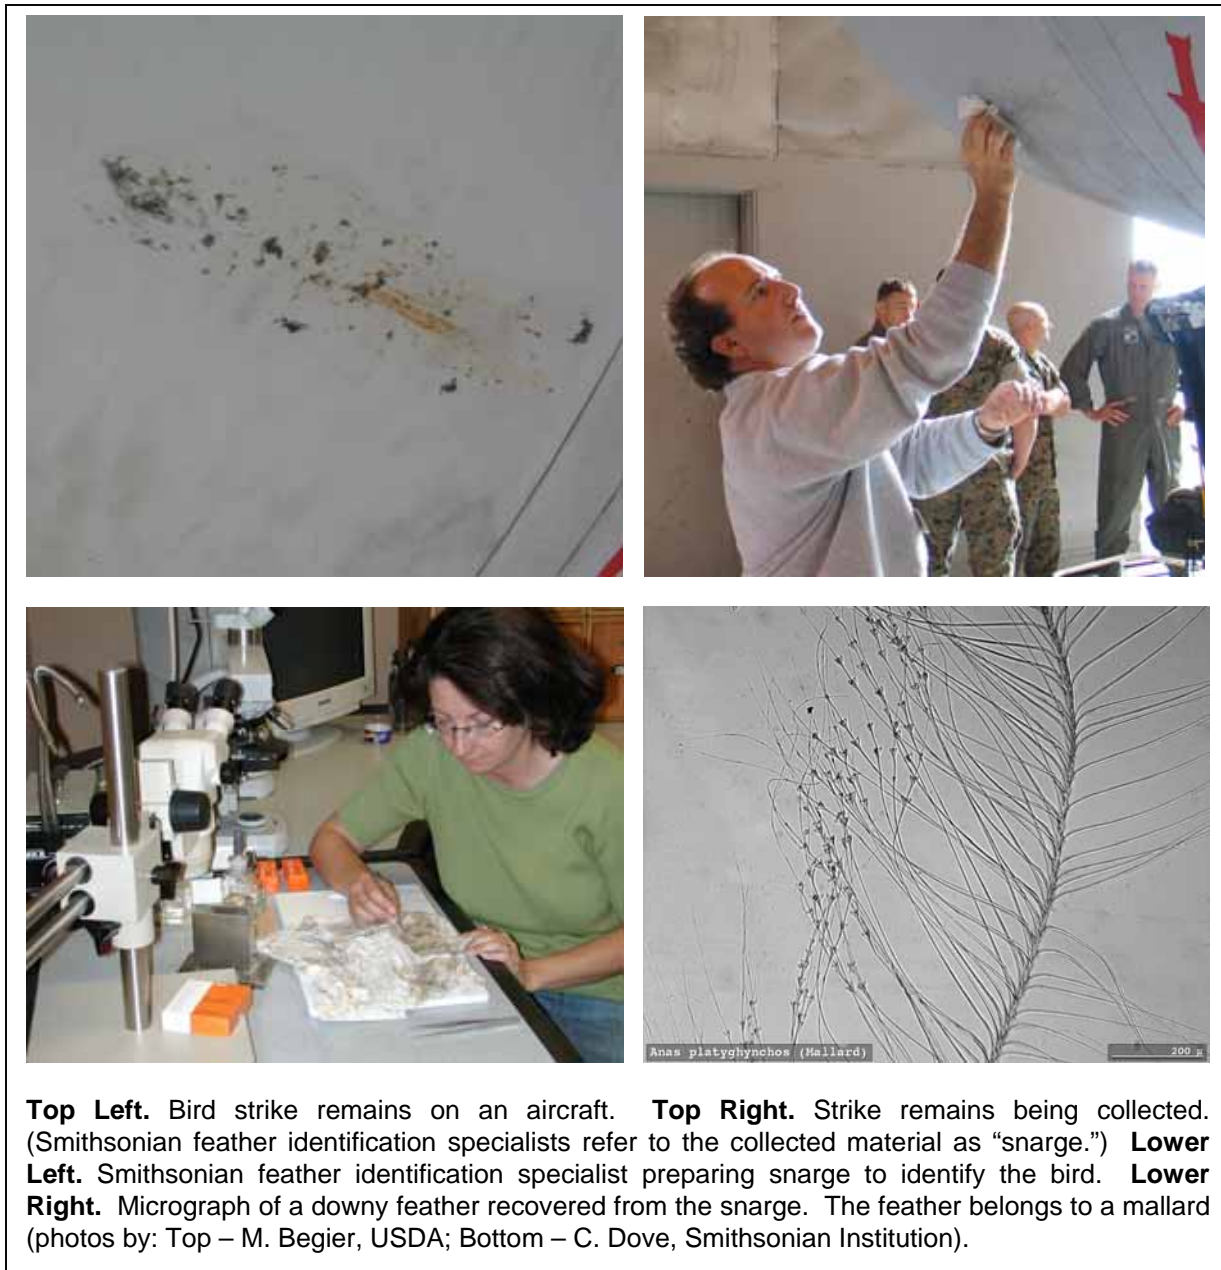 Anas platyghynchos (Mallard)
200 µ
Top Left. Bird strike remains on an aircraft. Top Right. Strike remains being collected.
(Smithsonian feather identification specialists refer to the collected material as “snarge.”) Lower
Left. Smithsonian feather identification specialist preparing snarge to identify the bird. Lower
Right. Micrograph of a downy feather recovered from the snarge. The feather belongs to a mallard
(photos by: Top – M. Begier, USDA; Bottom – C. Dove, Smithsonian Institution).